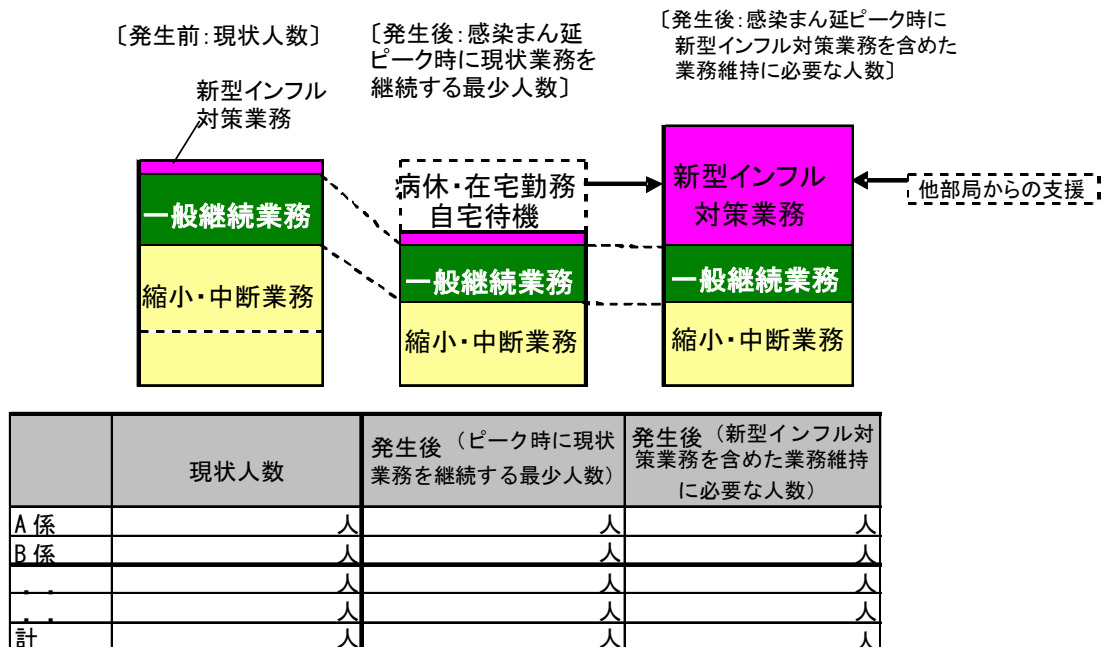 〔発生前:現状人数〕
〔発生後:感染まん延
ピーク時に現状業務を
継続する最少人数〕
〔発生後:感染まん延ピーク時に
新型インフル対策業務を含めた
業務維持に必要な人数〕
新型インフル
対策業務
一般継続業務
縮小・中断業務
病休・在宅勤務
自宅待機
一般継続業務
縮小・中断業務
新型インフル
対策業務
一般継続業務
縮小・中断業務
他部局からの支援
現状人数
発生後(ピーク時に現状
業務を継続する最少人数)
発生後(新型インフル対
策業務を含めた業務維持
に必要な人数)
A係 人 人 人
B係 人 人 人
.. 人 人 人
.. 人 人 人
計 人 人 人